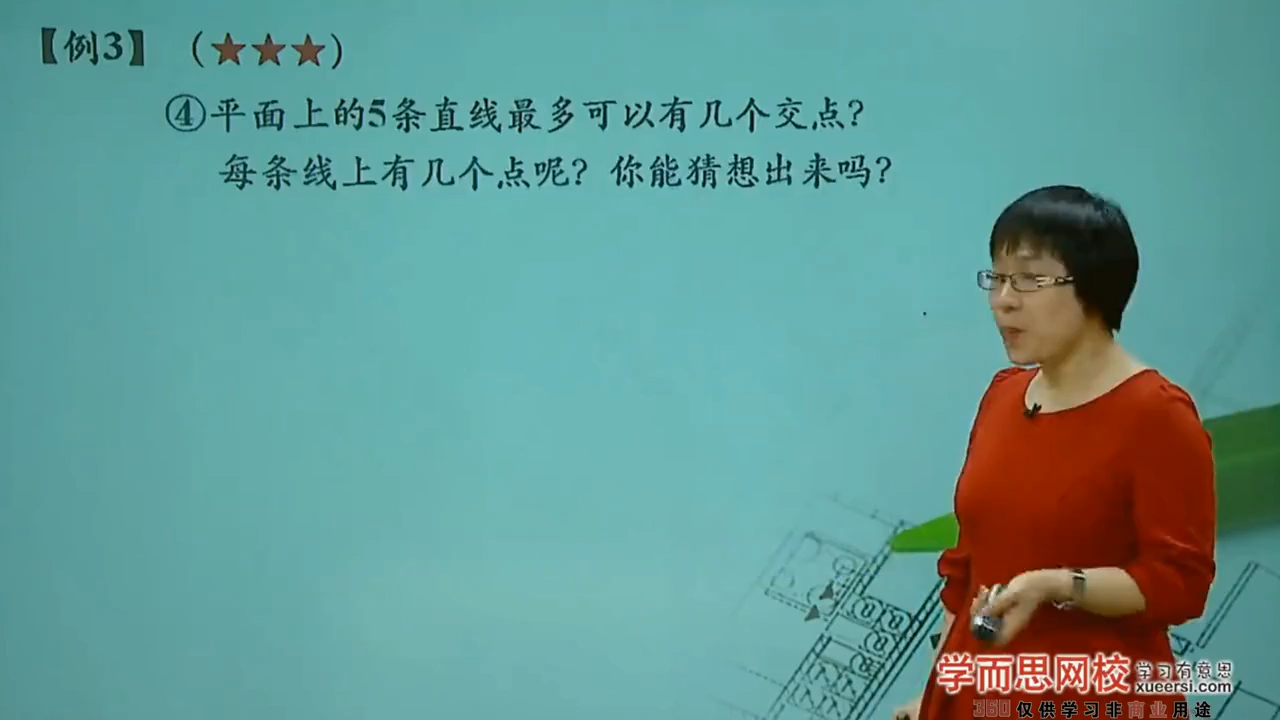 【例3】（★★★）
④平面上的5条直线最多可以有几个交点？
每条线上有几个点呢？你能猜想出来吗？
学而思网校 学习有意思
xueersi.com
360 仅供学习非商业用途